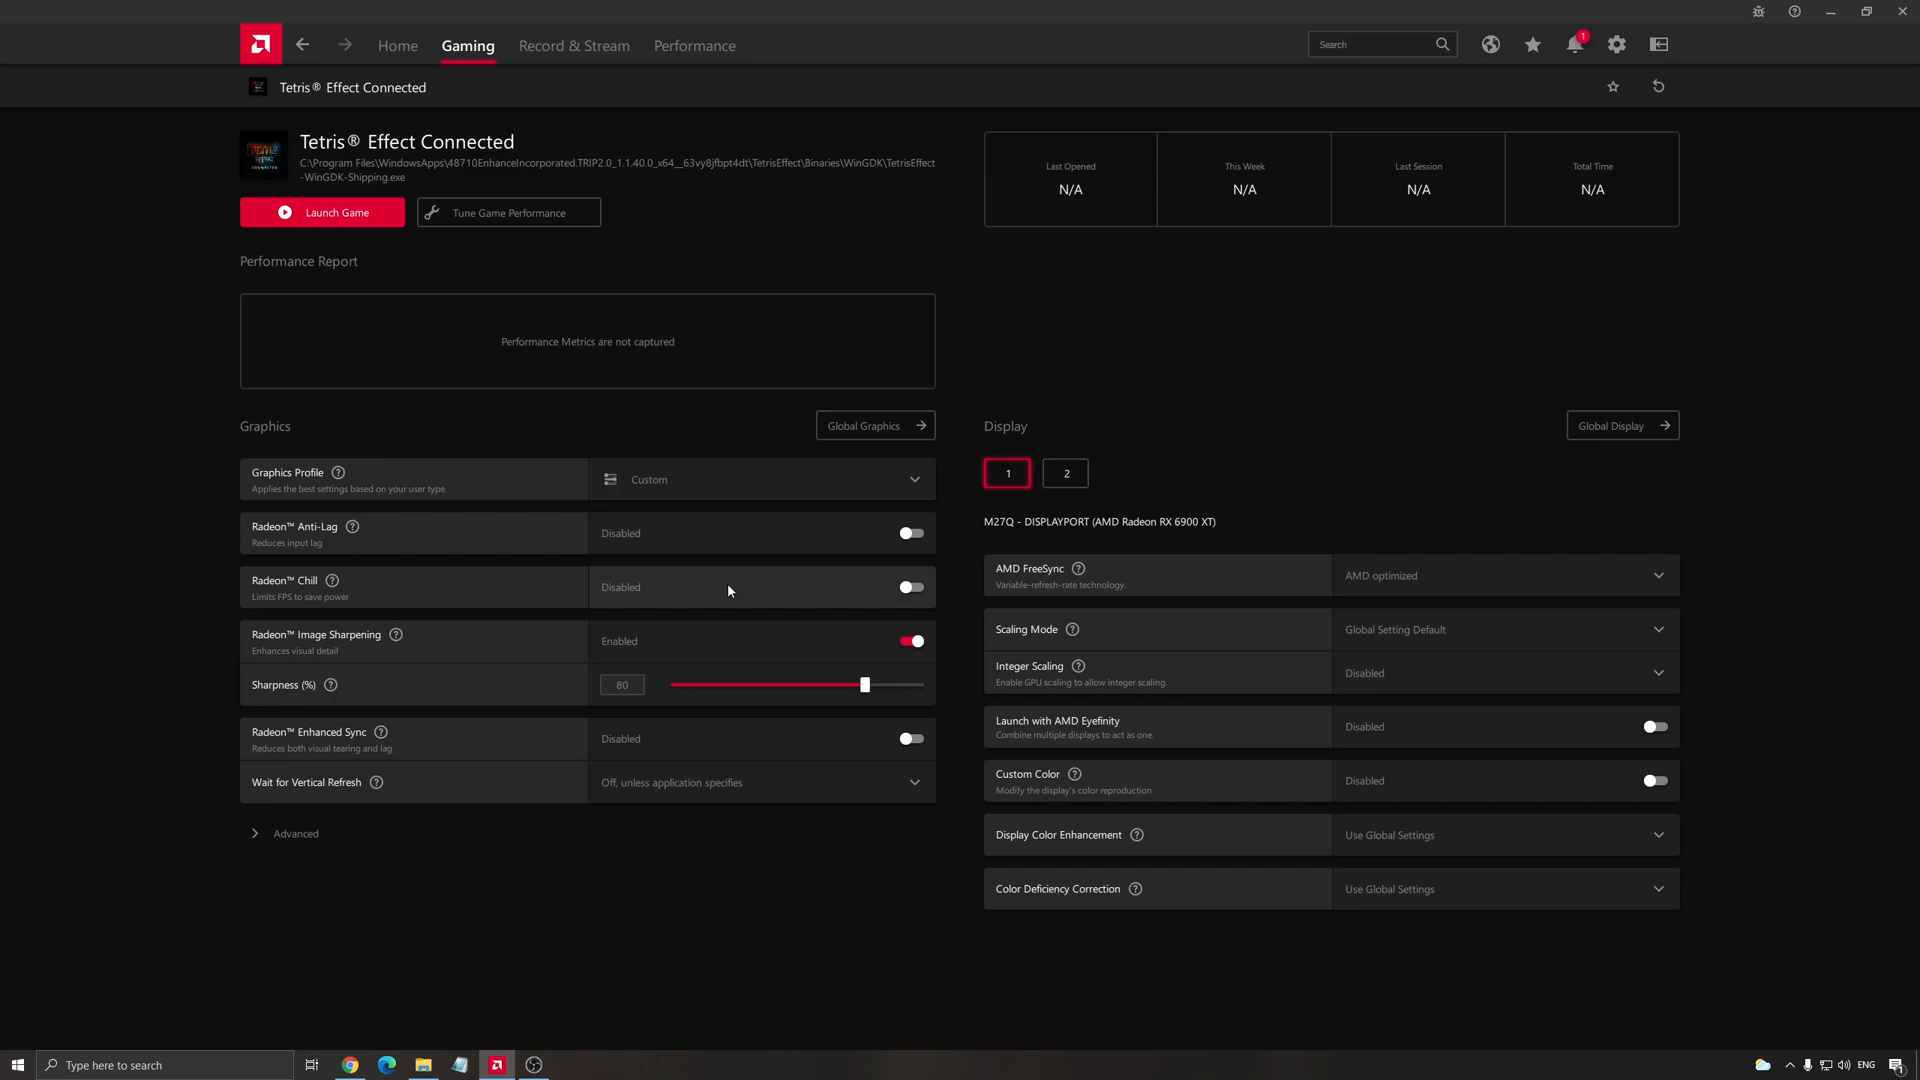 Home
Gaming
Record & Stream
Performance
Search
1
Tetris® Effect Connected
Tetris® Effect Connected
C:\Program Files\WindowsApps\48710EnhanceIncorporated.TRIP2.0_1.1.40.0_x64__63vy8jfbpt4dt\TetrisEffect\Binaries\WinGDK\TetrisEffect
-WinGDK-Shipping.exe
Launch Game
Tune Game Performance
Last Opened
N/A
This Week
N/A
Last Session
N/A
Total Time
N/A
Performance Report
Performance Metrics are not captured
Graphics
Global Graphics
Graphics Profile
Applies the best settings based on your user type.
Custom
Radeon™ Anti-Lag
Reduces input lag
Disabled
Radeon™ Chill
Limits FPS to save power
Disabled
Radeon™ Image Sharpening
Enhances visual detail
Enabled
Sharpness (%)
80
Radeon™ Enhanced Sync
Reduces both visual tearing and lag
Disabled
Wait for Vertical Refresh
Off, unless application specifies
Advanced
Display
Global Display
1
2
M27Q - DISPLAYPORT (AMD Radeon RX 6900 XT)
AMD FreeSync
Variable-refresh-rate technology.
AMD optimized
Scaling Mode
Global Setting Default
Integer Scaling
Enable GPU scaling to allow integer scaling.
Disabled
Launch with AMD Eyefinity
Combine multiple displays to act as one.
Disabled
Custom Color
Modify the display's color reproduction
Disabled
Display Color Enhancement
Use Global Settings
Color Deficiency Correction
Use Global Settings
Type here to search
ENG
1